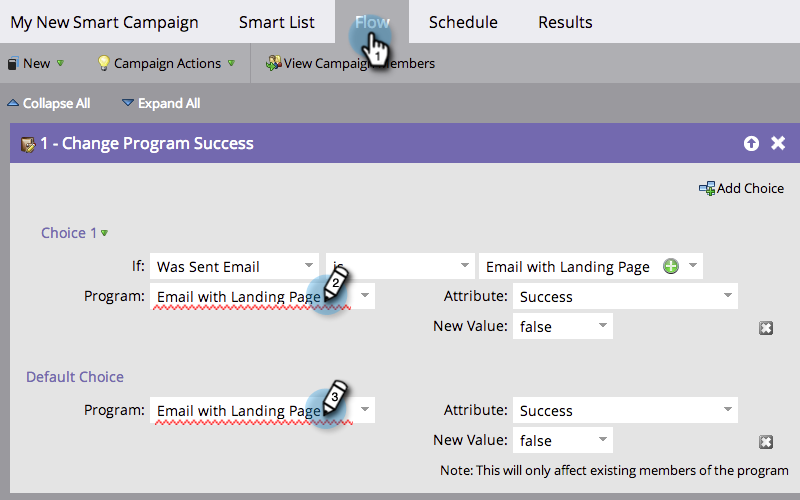 My New Smart Campaign Smart List Flow Schedule Results
1
New Campaign Actions View Campaign Members
Collapse All Expand All
1 - Change Program Success
Add Choice
Choice 1
If: Was Sent Email is Email with Landing Page
2
Program: Email with Landing Page Attribute: Success
New Value: false
Default Choice
3
Program: Email with Landing Page Attribute: Success
New Value: false
Note: This will only affect existing members of the program